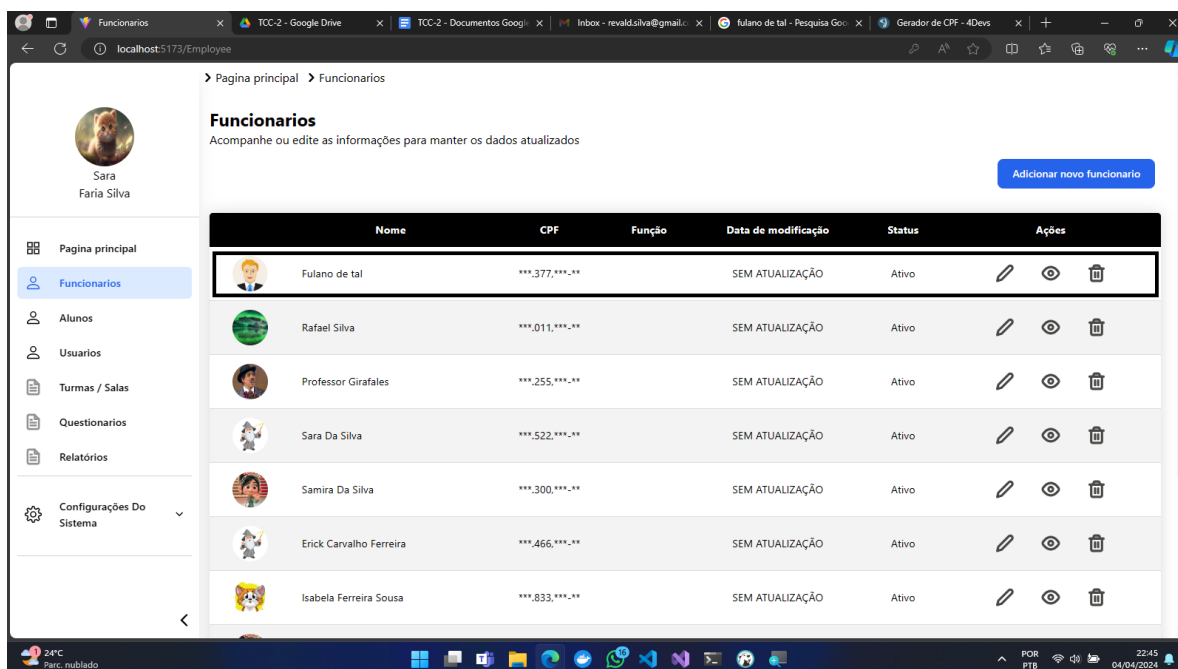 Funcionarios
TCC-2 - Google Drive
TCC-2 - Documentos Google
Inbox - revald.silva@gmail.c
fulano de tal - Pesquisa Goo
Gerador de CPF - 4Devs
localhost:5173/Employee
Pagina principal Funcionarios
Funcionarios
Acompanhe ou edite as informações para manter os dados atualizados
Adicionar novo funcionario
Sara
Faria Silva
Pagina principal
Funcionarios
Alunos
Usuarios
Turmas / Salas
Questionarios
Relatórios
Configurações Do
Sistema
Nome CPF Função Data de modificação Status Ações
Fulano de tal ***.377,***-** SEM ATUALIZAÇÃO Ativo
Rafael Silva ***.011,***-** SEM ATUALIZAÇÃO Ativo
Professor Girafales ***.255,***-** SEM ATUALIZAÇÃO Ativo
Sara Da Silva ***.522,***-** SEM ATUALIZAÇÃO Ativo
Samira Da Silva ***.300,***-** SEM ATUALIZAÇÃO Ativo
Erick Carvalho Ferreira ***.466,***-** SEM ATUALIZAÇÃO Ativo
Isabela Ferreira Sousa ***.833,***-** SEM ATUALIZAÇÃO Ativo
1
24°C
Parc. nublado
16
POR
PTB
22:45
04/04/2024